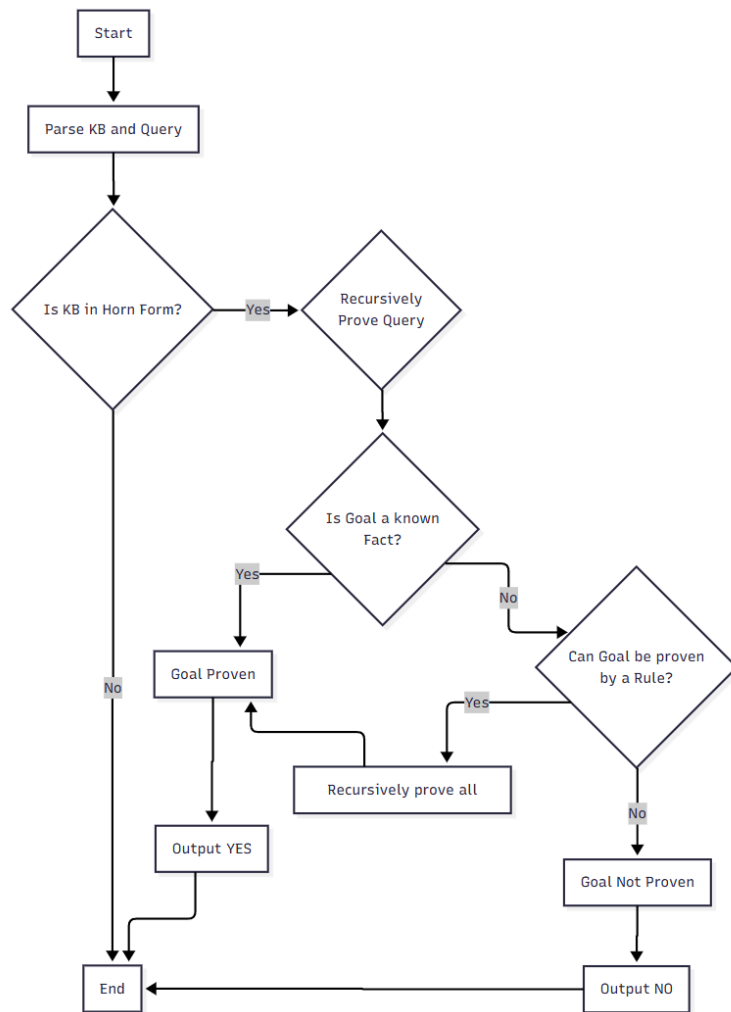 Start
Parse KB and Query
Is KB in Horn Form?
Yes
Recursively
Prove Query
Is Goal a known
Fact?
Yes
No
Goal Proven
Can Goal be proven
by a Rule?
No
Yes
Recursively prove all
No
Output YES
Goal Not Proven
End
Output NO